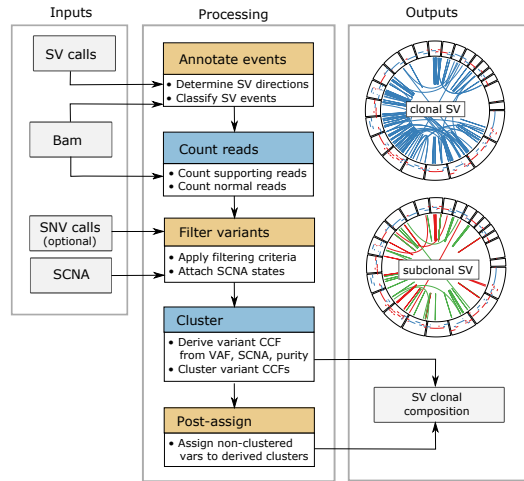 Inputs
SV calls
Bam
SNV calls
(optional)
SCNA
Processing
Annotate events
• Determine SV directions
• Classify SV events
Count reads
• Count supporting reads
• Count normal reads
Filter variants
• Apply filtering criteria
• Attach SCNA states
Cluster
• Derive variant CCF
from VAF, SCNA, purity
• Cluster variant CCFs
Post-assign
• Assign non-clustered
vars to derived clusters
Outputs
clonal SV
subclonal SV
SV clonal
composition